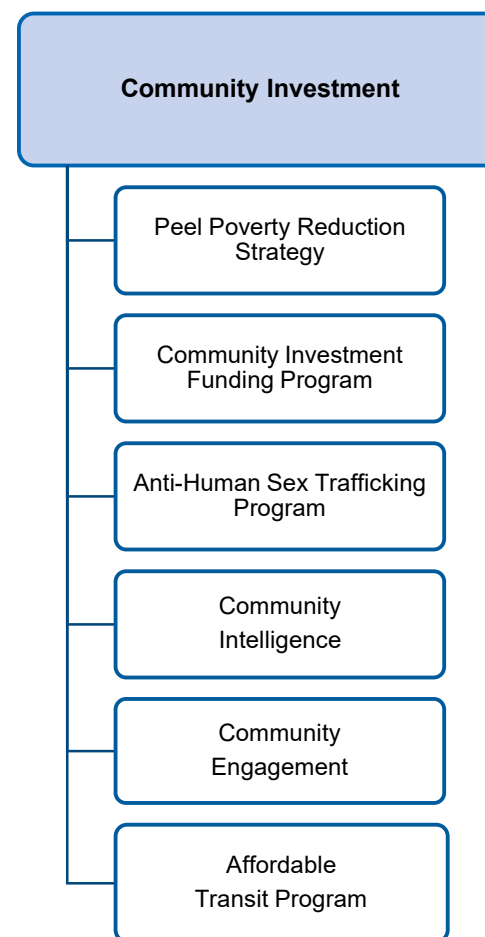 Community Investment
Peel Poverty Reduction
Strategy
Community Investment
Funding Program
Anti-Human Sex Trafficking
Program
Community
Intelligence
Community
Engagement
Affordable
Transit Program